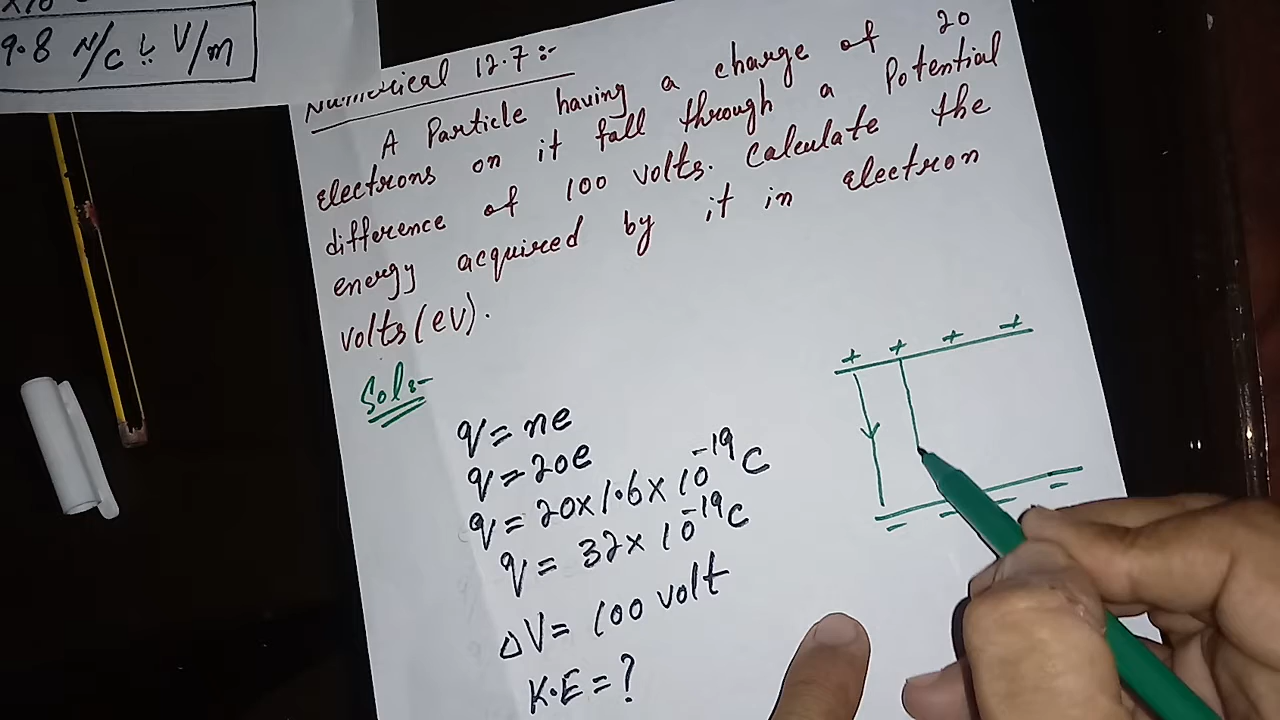 9.8 N/C or V/m
Numerical 12.7:-
A Particle having a charge of 20
electrons on it fall through a Potential
difference of 100 volts. Calculate the
energy acquired by it in electron
volts (eV).
Sol:-
q = ne
q = 20e
q = 20 × 1.6 × 10⁻¹⁹ C
q = 32 × 10⁻¹⁹ C
ΔV = 100 volt
K.E = ?
+ + + +
- - - -